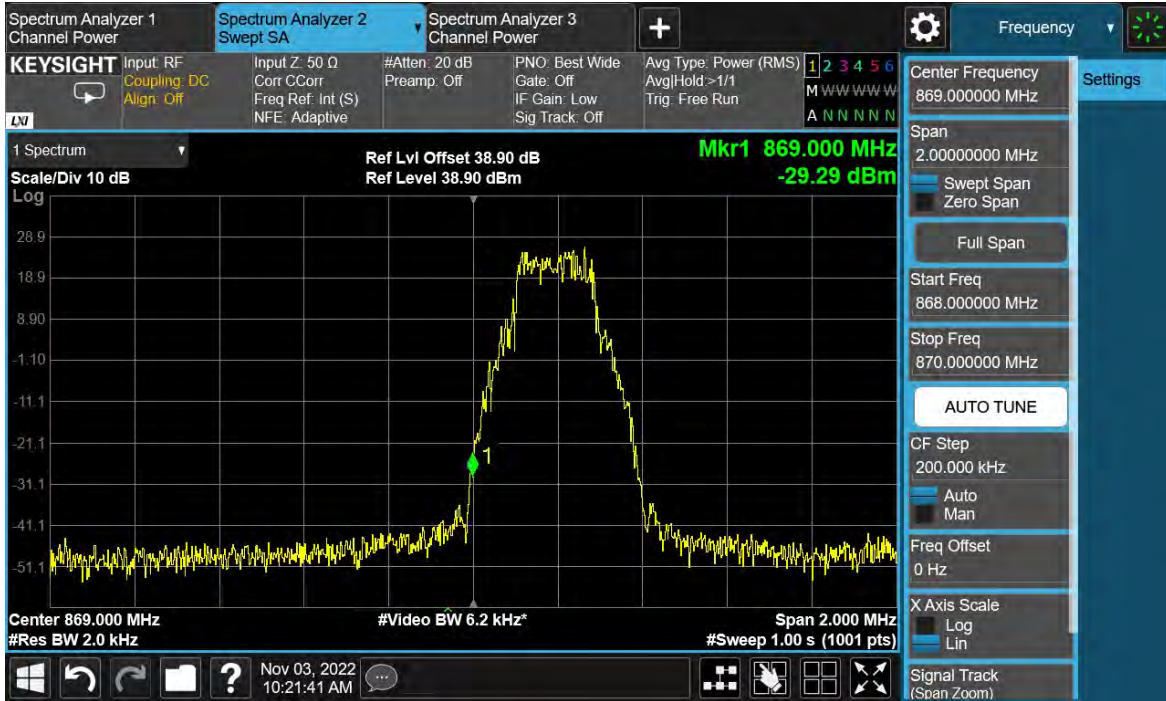 Spectrum Analyzer 1
Channel Power
Spectrum Analyzer 2
Swept SA
Spectrum Analyzer 3
Channel Power
Frequency
KEYSIGHT
LXI
Input: RF
Coupling: DC
Align: Off
Input Z: 50 Ω
Corr CCorr
Freq Ref: Int (S)
NFE: Adaptive
#Atten: 20 dB
Preamp: Off
PNO: Best Wide
Gate: Off
IF Gain: Low
Sig Track: Off
Avg Type: Power (RMS)
Avg|Hold:>1/1
Trig: Free Run
1 2 3 4 5 6
M W W W W W
A N N N N N
1 Spectrum
Scale/Div 10 dB
Log
Ref Lvl Offset 38.90 dB
Ref Level 38.90 dBm
Mkr1 869.000 MHz
-29.29 dBm
28.9
18.9
8.90
-1.10
-11.1
-21.1
-31.1
-41.1
-51.1
1
Center 869.000 MHz
#Video BW 6.2 kHz*
Span 2.000 MHz
#Res BW 2.0 kHz
#Sweep 1.00 s (1001 pts)
?
Nov 03, 2022
10:21:41 AM
Center Frequency
869.000000 MHz
Settings
Span
2.00000000 MHz
Swept Span
Zero Span
Full Span
Start Freq
868.000000 MHz
Stop Freq
870.000000 MHz
AUTO TUNE
CF Step
200.000 kHz
Auto
Man
Freq Offset
0 Hz
X Axis Scale
Log
Lin
Signal Track
(Span Zoom)